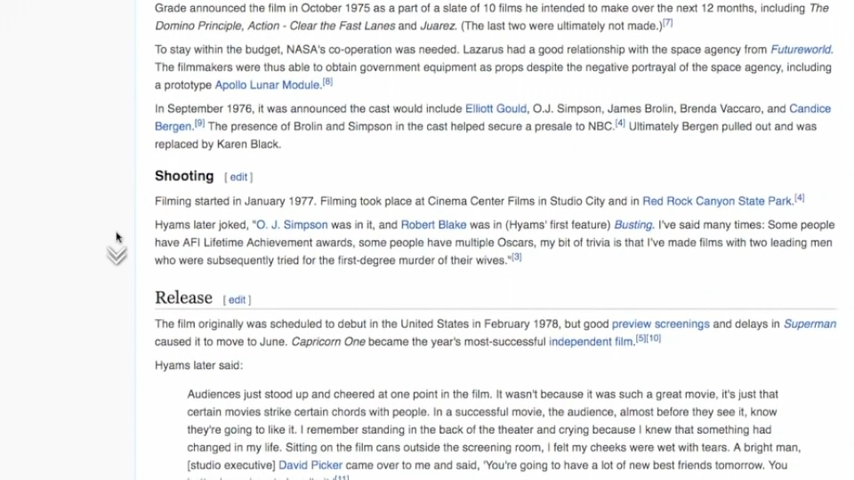 Grade announced the film in October 1975 as a part of a slate of 10 films he intended to make over the next 12 months, including The
Domino Principle, Action - Clear the Fast Lanes and Juarez. (The last two were ultimately not made.)[7]
To stay within the budget, NASA's co-operation was needed. Lazarus had a good relationship with the space agency from Futureworld.
The filmmakers were thus able to obtain government equipment as props despite the negative portrayal of the space agency, including
a prototype Apollo Lunar Module.[8]
In September 1976, it was announced the cast would include Elliott Gould, O.J. Simpson, James Brolin, Brenda Vaccaro, and Candice
Bergen.[9] The presence of Brolin and Simpson in the cast helped secure a presale to NBC.[4] Ultimately Bergen pulled out and was
replaced by Karen Black.
Shooting [ edit ]
Filming started in January 1977. Filming took place at Cinema Center Films in Studio City and in Red Rock Canyon State Park.[4]
Hyams later joked, "O. J. Simpson was in it, and Robert Blake was in (Hyams' first feature) Busting. I've said many times: Some people
have AFI Lifetime Achievement awards, some people have multiple Oscars, my bit of trivia is that I've made films with two leading men
who were subsequently tried for the first-degree murder of their wives."[3]
Release [ edit ]
The film originally was scheduled to debut in the United States in February 1978, but good preview screenings and delays in Superman
caused it to move to June. Capricorn One became the year's most-successful independent film.[5][10]
Hyams later said:
Audiences just stood up and cheered at one point in the film. It wasn't because it was such a great movie, it's just that
certain movies strike certain chords with people. In a successful movie, the audience, almost before they see it, know
they're going to like it. I remember standing in the back of the theater and crying because I knew that something had
changed in my life. Sitting on the film cans outside the screening room, I felt my cheeks were wet with tears. A bright man,
[studio executive] David Picker came over to me and said, 'You're going to have a lot of new best friends tomorrow. You